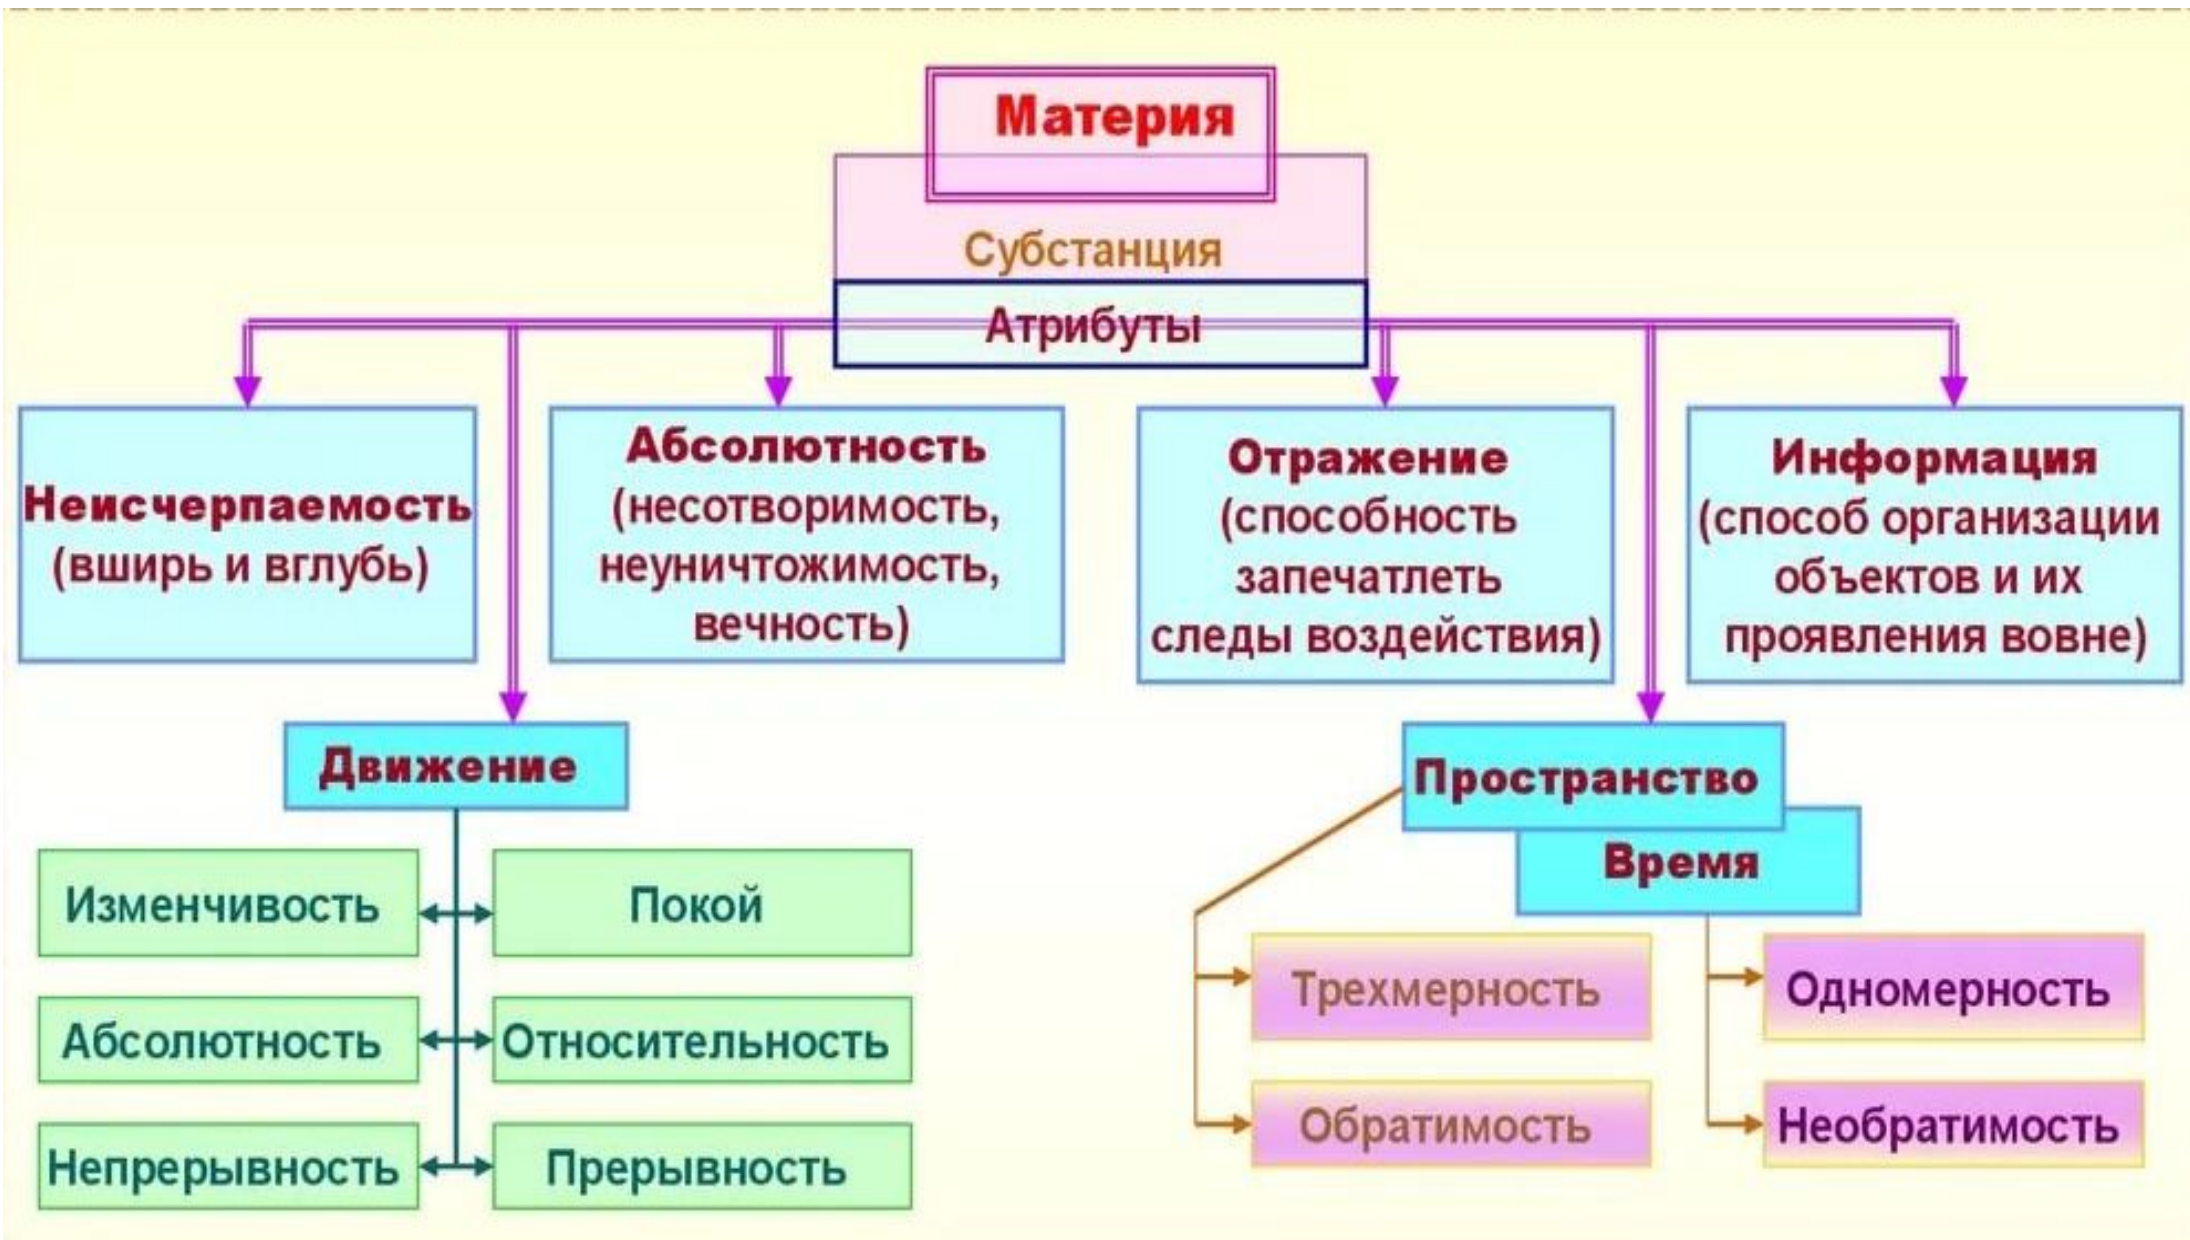 Материя
Субстанция
Атрибуты
Неисчерпаемость
(вширь и вглубь)
Абсолютность
(несотворимость,
неуничтожимость,
вечность)
Отражение
(способность
запечатлеть
следы воздействия)
Информация
(способ организации
объектов и их
проявления вовне)
Движение
Изменчивость
Покой
Абсолютность
Относительность
Непрерывность
Прерывность
Пространство
Время
Трехмерность
Одномерность
Обратимость
Необратимость